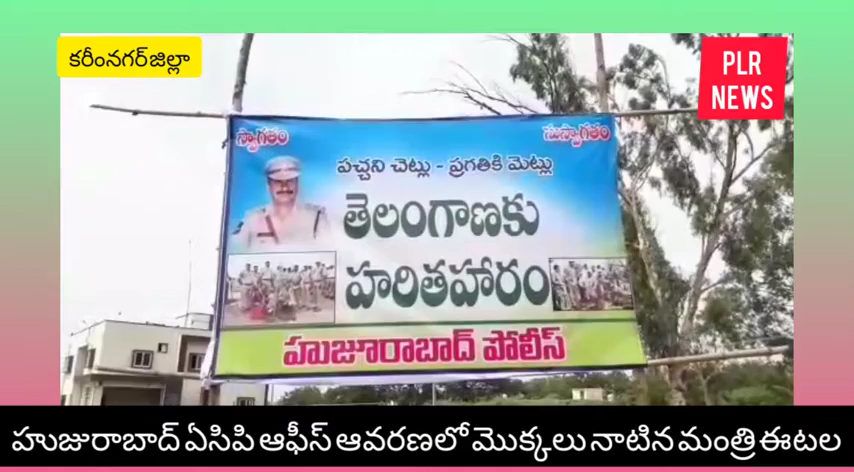 కరీంనగర్ జిల్లా
PLR
NEWS
స్వాగతం
సుస్వాగతం
పచ్చని చెట్లు - ప్రగతికి మెట్లు
తెలంగాణకు
హరితహారం
హుజూరాబాద్ పోలీస్
హుజురాబాద్ ఏసిపి ఆఫీస్ ఆవరణలో మొక్కలు నాటిన మంత్రి ఈటల